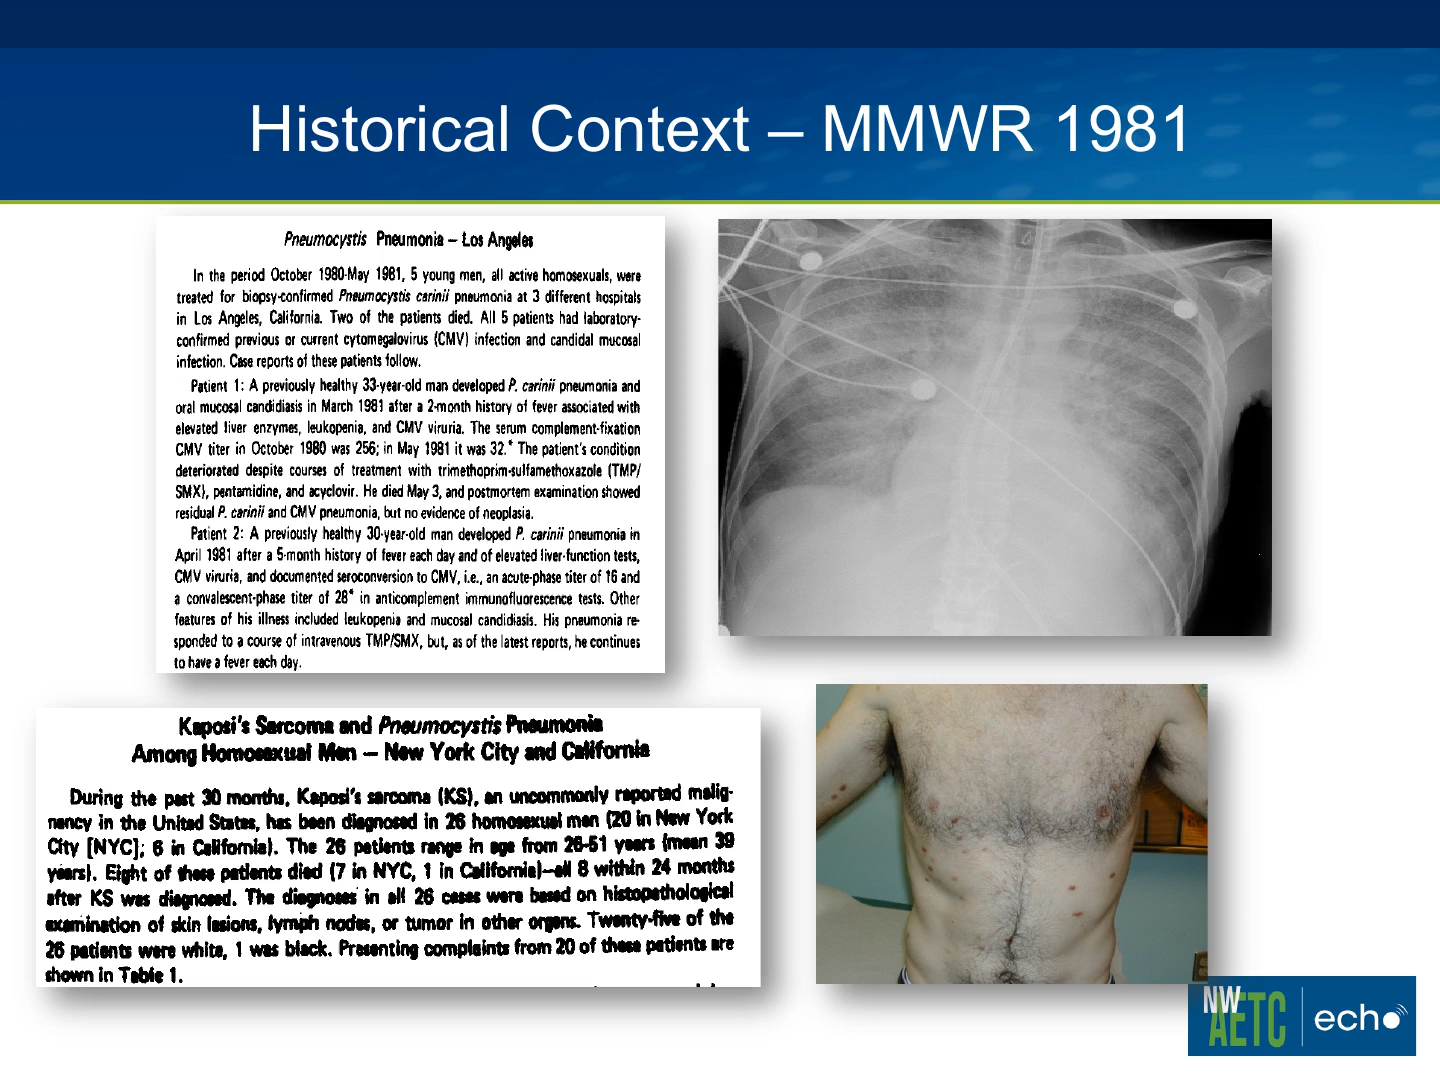 Historical Context – MMWR 1981
Pneumocystis Pneumonia – Los Angeles
In the period October 1980-May 1981, 5 young men, all active homosexuals, were
treated for biopsy-confirmed Pneumocystis carinii pneumonia at 3 different hospitals
in Los Angeles, California. Two of the patients died. All 5 patients had laboratory-
confirmed previous or current cytomegalovirus (CMV) infection and candidal mucosal
infection. Case reports of these patients follow.
Patient 1: A previously healthy 33-year-old man developed P. carinii pneumonia and
oral mucosal candidiasis in March 1981 after a 2-month history of fever associated with
elevated liver enzymes, leukopenia, and CMV viruria. The serum complement-fixation
CMV titer in October 1980 was 256; in May 1981 it was 32.* The patient's condition
deteriorated despite courses of treatment with trimethoprim-sulfamethoxazole (TMP/
SMX), pentamidine, and acyclovir. He died May 3, and postmortem examination showed
residual P. carinii and CMV pneumonia, but no evidence of neoplasia.
Patient 2: A previously healthy 30-year-old man developed P. carinii pneumonia in
April 1981 after a 5-month history of fever each day and of elevated liver-function tests,
CMV viruria, and documented seroconversion to CMV, i.e., an acute-phase titer of 16 and
a convalescent-phase titer of 28* in anticomplement immunofluorescence tests. Other
features of his illness included leukopenia and mucosal candidiasis. His pneumonia re-
sponded to a course of intravenous TMP/SMX, but, as of the latest reports, he continues
to have a fever each day.
Kaposi's Sarcoma and Pneumocystis Pneumonia
Among Homosexual Men – New York City and California
During the past 30 months, Kaposi's sarcoma (KS), an uncommonly reported malig-
nancy in the United States, has been diagnosed in 26 homosexual men (20 in New York
City [NYC]; 6 in California). The 26 patients range in age from 26-51 years (mean 39
years). Eight of these patients died (7 in NYC, 1 in California)–all 8 within 24 months
after KS was diagnosed. The diagnoses in all 26 cases were based on histopathological
examination of skin lesions, lymph nodes, or tumor in other organs. Twenty-five of the
26 patients were white, 1 was black. Presenting complaints from 20 of these patients are
shown in Table 1.
NW
AETC
echo